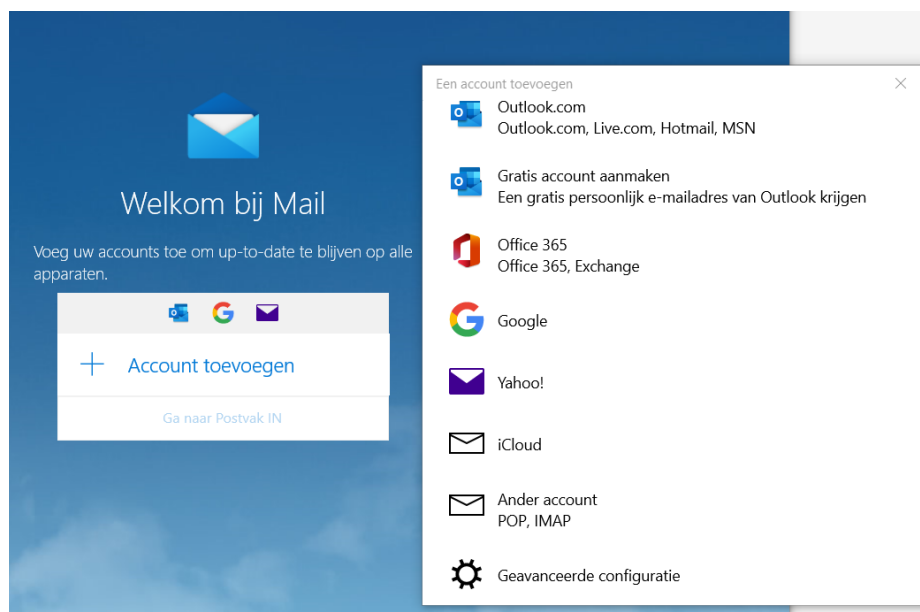 Welkom bij Mail
Voeg uw accounts toe om up-to-date te blijven op alle
apparaten.
Account toevoegen
Ga naar Postvak IN
Een account toevoegen
Outlook.com
Outlook.com, Live.com, Hotmail, MSN
Gratis account aanmaken
Een gratis persoonlijk e-mailadres van Outlook krijgen
Office 365
Office 365, Exchange
Google
Yahoo!
iCloud
Ander account
POP, IMAP
Geavanceerde configuratie